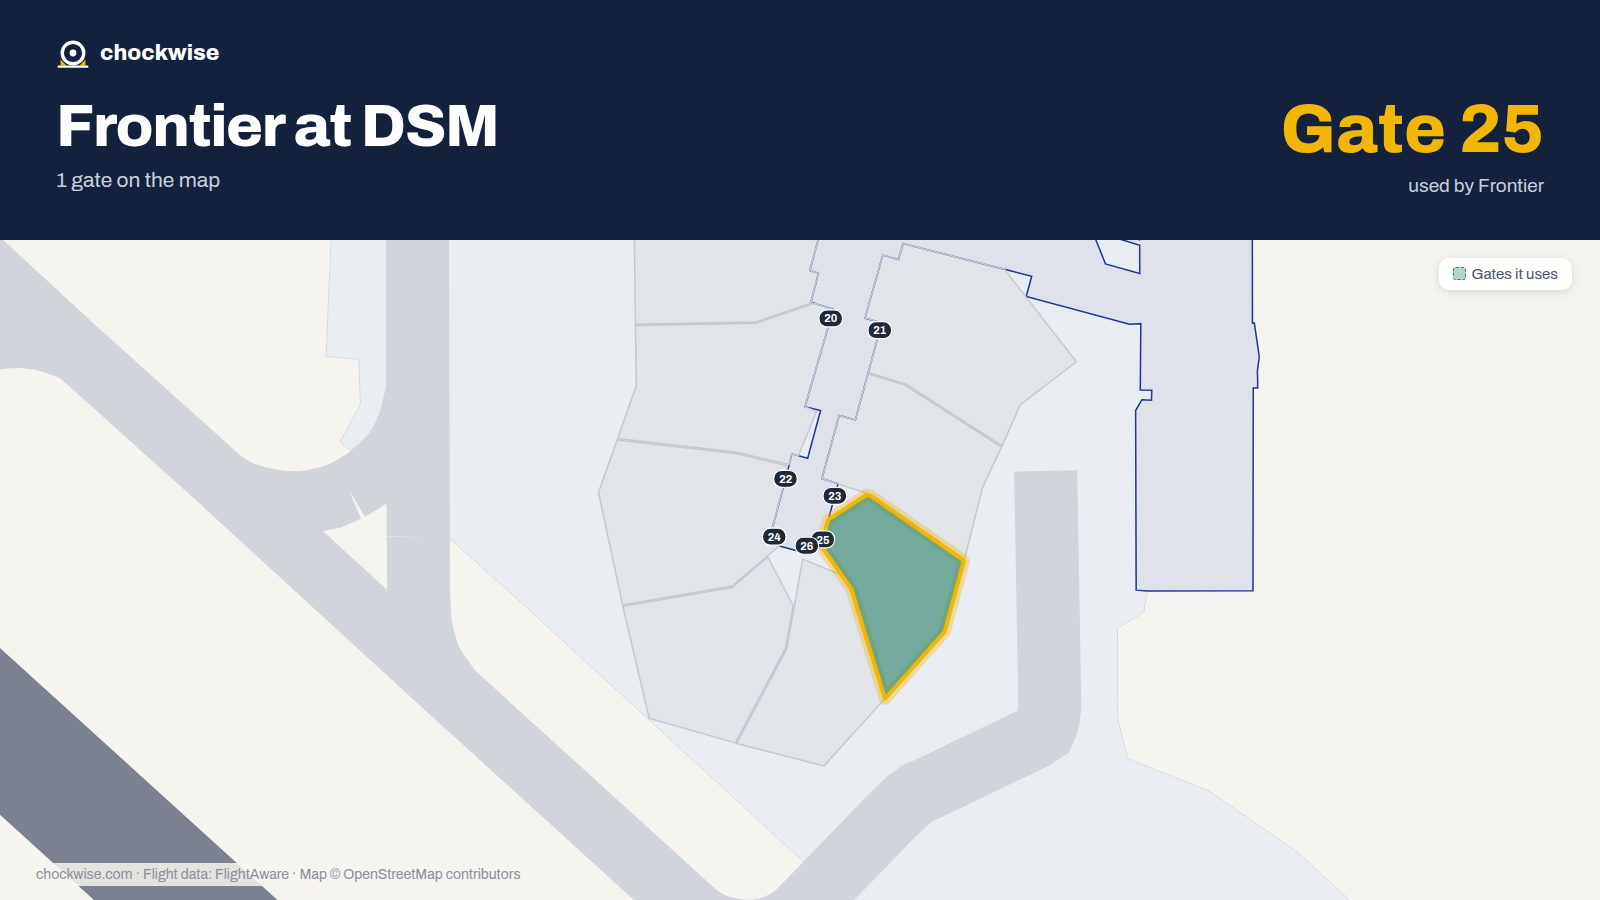 chockwise
Frontier at DSM
1 gate on the map
Gate 25
used by Frontier
Gates it uses
20
21
22
23
24
25
26
chockwise.com · Flight data: FlightAware · Map © OpenStreetMap contributors